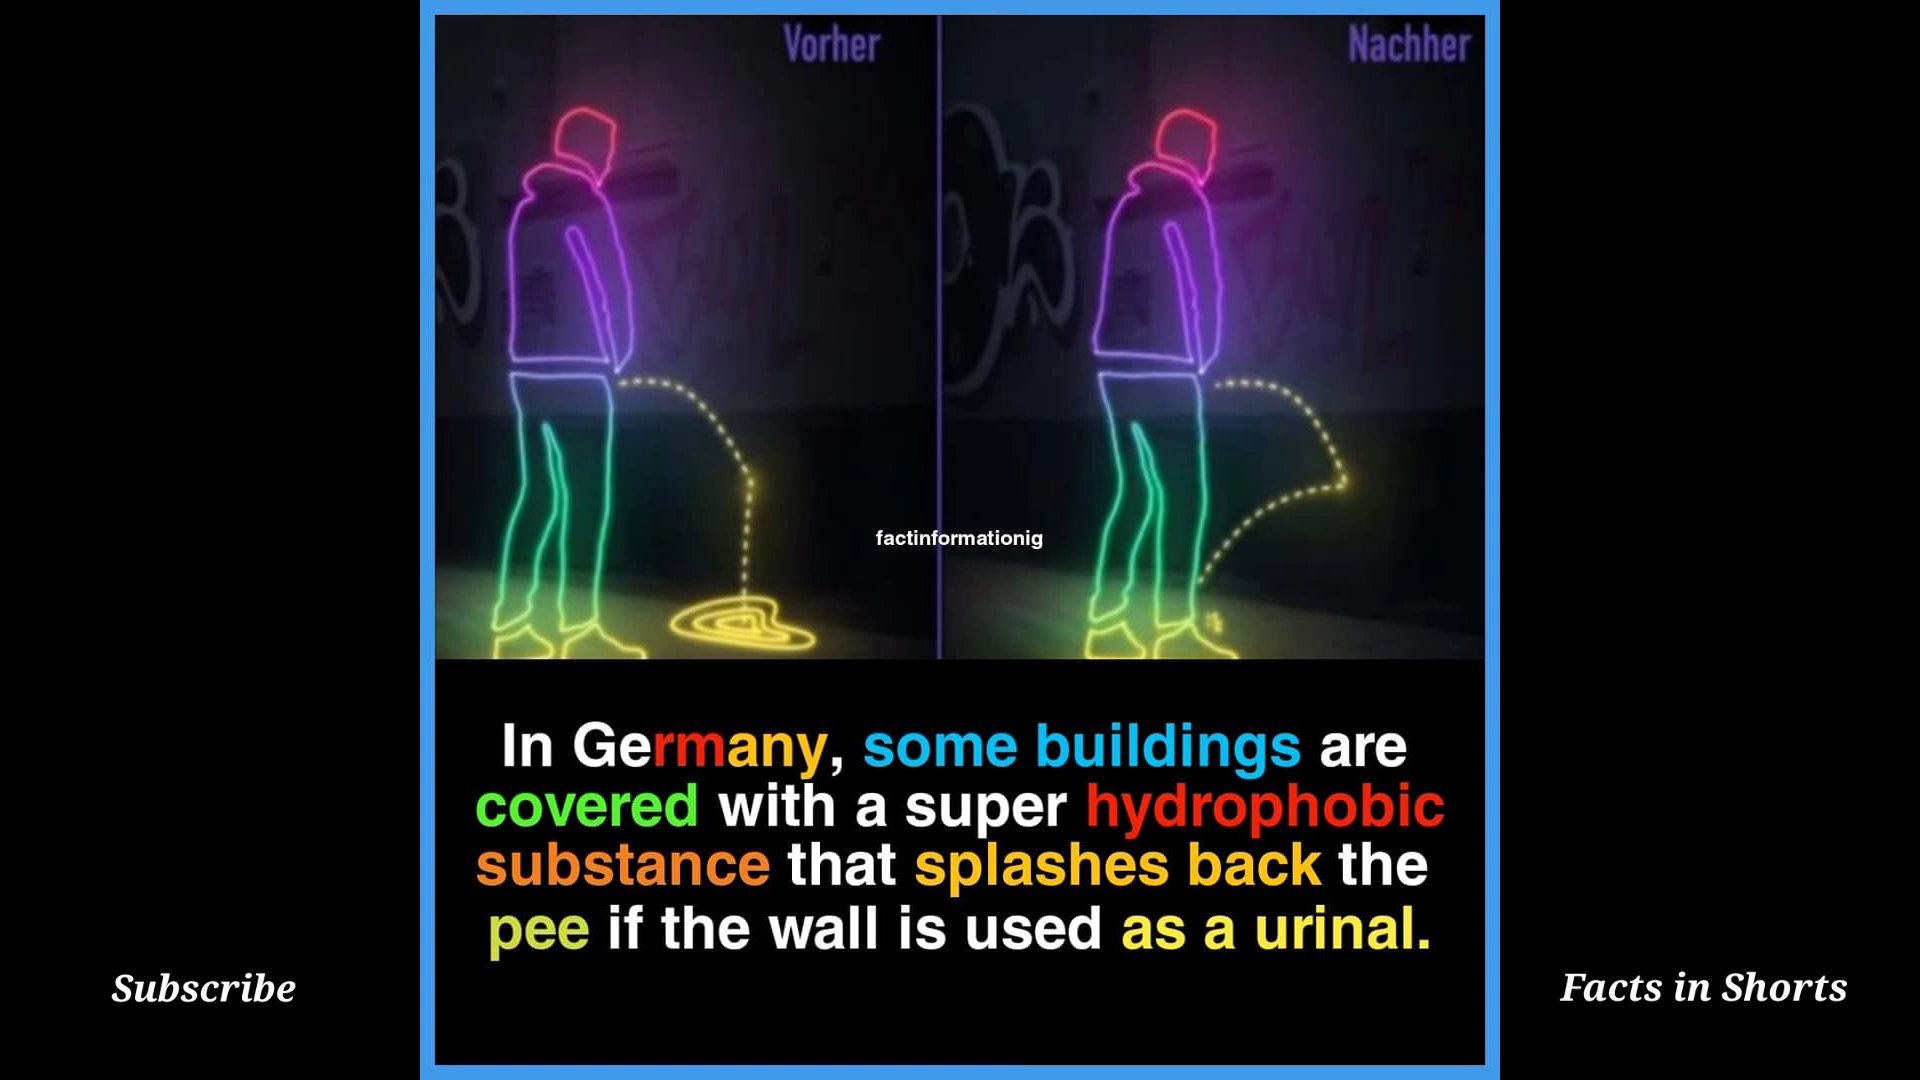 Vorher
Nachher
factinformationig
In Germany, some buildings are
covered with a super hydrophobic
substance that splashes back the
pee if the wall is used as a urinal.
Subscribe
Facts in Shorts